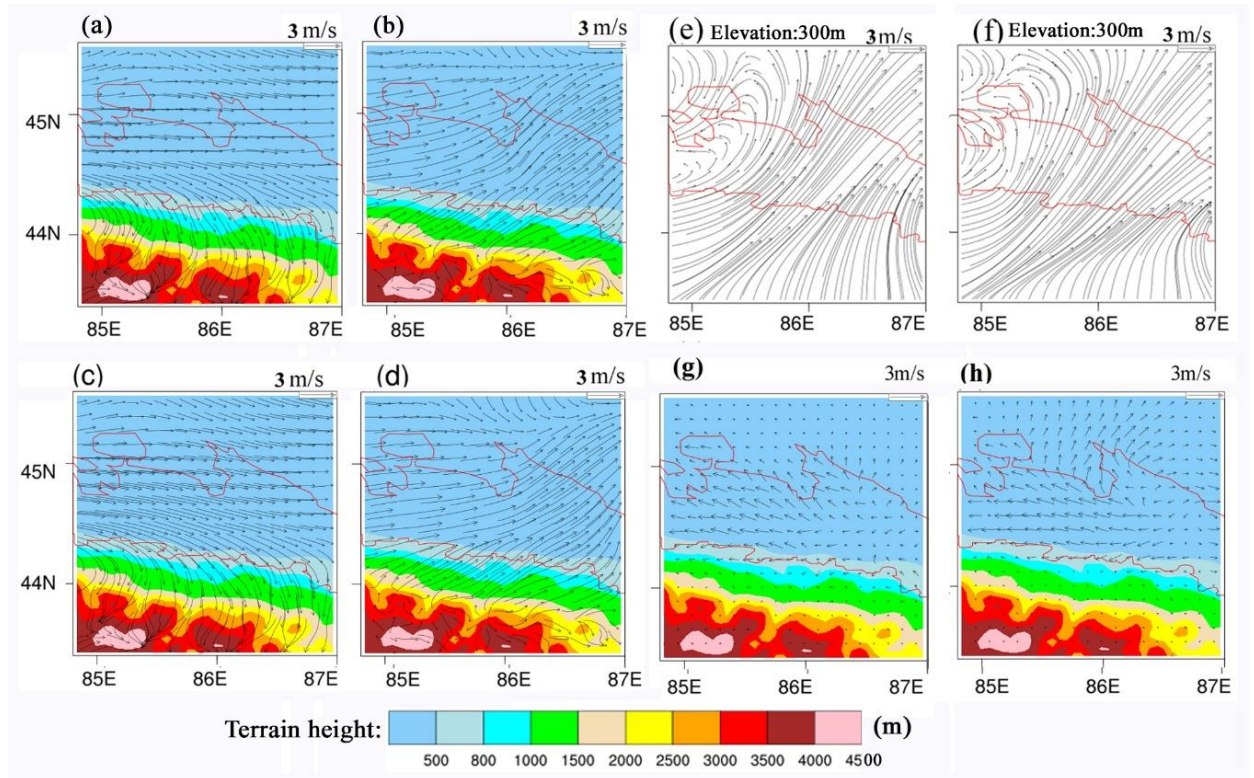 (a) 3 m/s
(b) 3 m/s
(e) Elevation:300m 3 m/s
(f) Elevation:300m 3 m/s
45N
44N
85E 86E 87E
85E 86E 87E
85E 86E 87E
85E 86E 87E
(c) 3 m/s
(d) 3 m/s
(g) 3m/s
(h) 3m/s
45N
44N
85E 86E 87E
85E 86E 87E
85E 86E 87E
85E 86E 87E
Terrain height: (m)
500 800 1000 1500 2000 2500 3000 3500 4000 4500